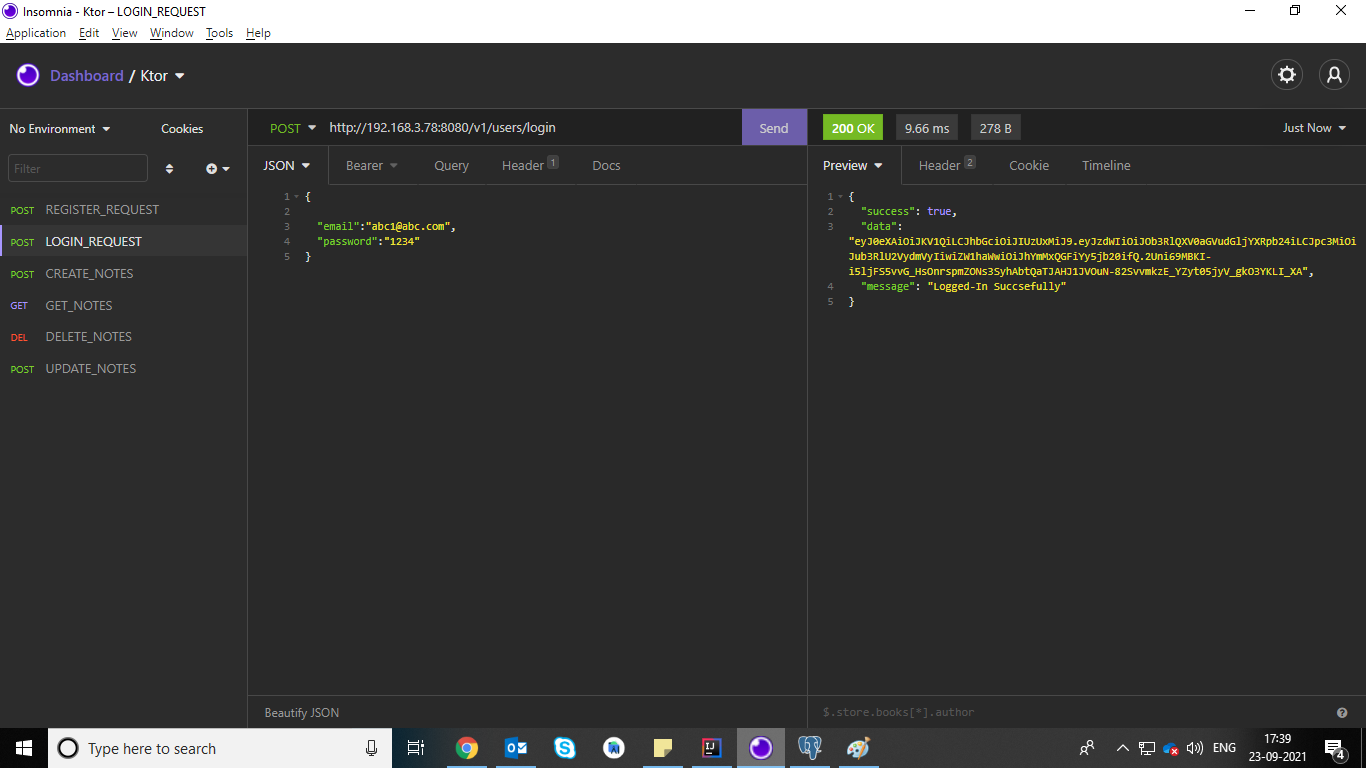 Insomnia - Ktor – LOGIN_REQUEST
Application Edit View Window Tools Help
Dashboard / Ktor
No Environment Cookies
Filter
POST REGISTER_REQUEST
POST LOGIN_REQUEST
POST CREATE_NOTES
GET GET_NOTES
DEL DELETE_NOTES
POST UPDATE_NOTES
POST http://192.168.3.78:8080/v1/users/login Send
JSON Bearer Query Header 1 Docs
1 {
2
3 "email":"abc1@abc.com",
4 "password":"1234"
5 }
Beautify JSON
200 OK 9.66 ms 278 B Just Now
Preview Header 2 Cookie Timeline
1 {
2 "success": true,
3 "data":
"eyJ0eXAiOiJKV1QiLCJhbGciOiJIUzUxMiJ9.eyJzdWIiOiJOb3RlQXV0aGVudGljYXRpb24iLCJpc3MiOi
Jub3RlU2VydmVyIiwiZW1haWwiOiJhYmMxQGFiYy5jb20ifQ.2Uni69MBKI-
i5ljFS5vvG_HsOnrspmZONs3SyhAbtQaTJAHJ1JVOuN-82SvvmkzE_YZyt05jyV_gkO3YKLI_XA",
4 "message": "Logged-In Succsefully"
5 }
$.store.books[*].author
Type here to search
ENG
17:39
23-09-2021
4